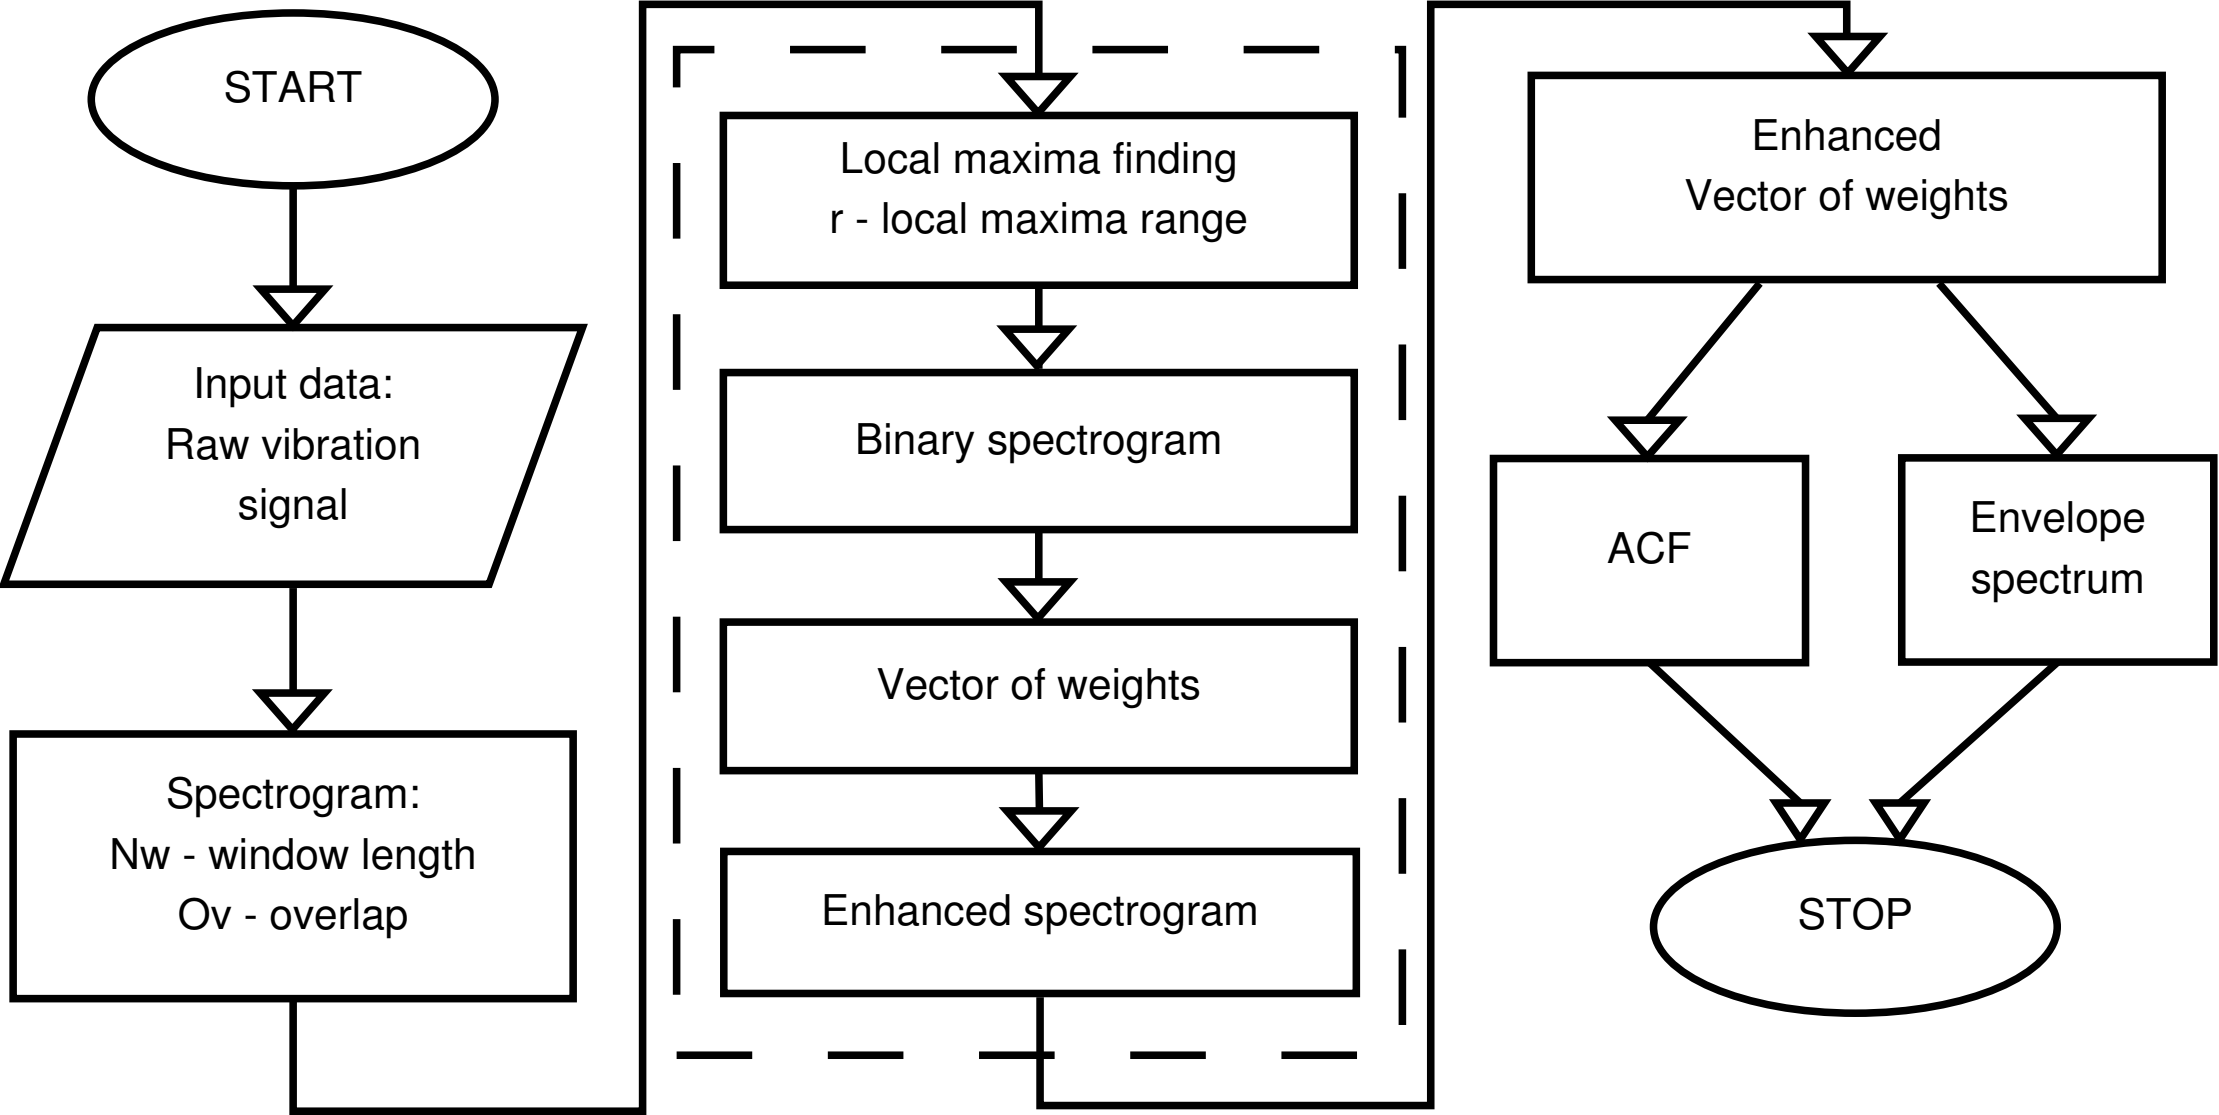 START
Input data:
Raw vibration
signal
Spectrogram:
Nw - window length
Ov - overlap
Local maxima finding
r - local maxima range
Binary spectrogram
Vector of weights
Enhanced spectrogram
Enhanced
Vector of weights
ACF
Envelope
spectrum
STOP